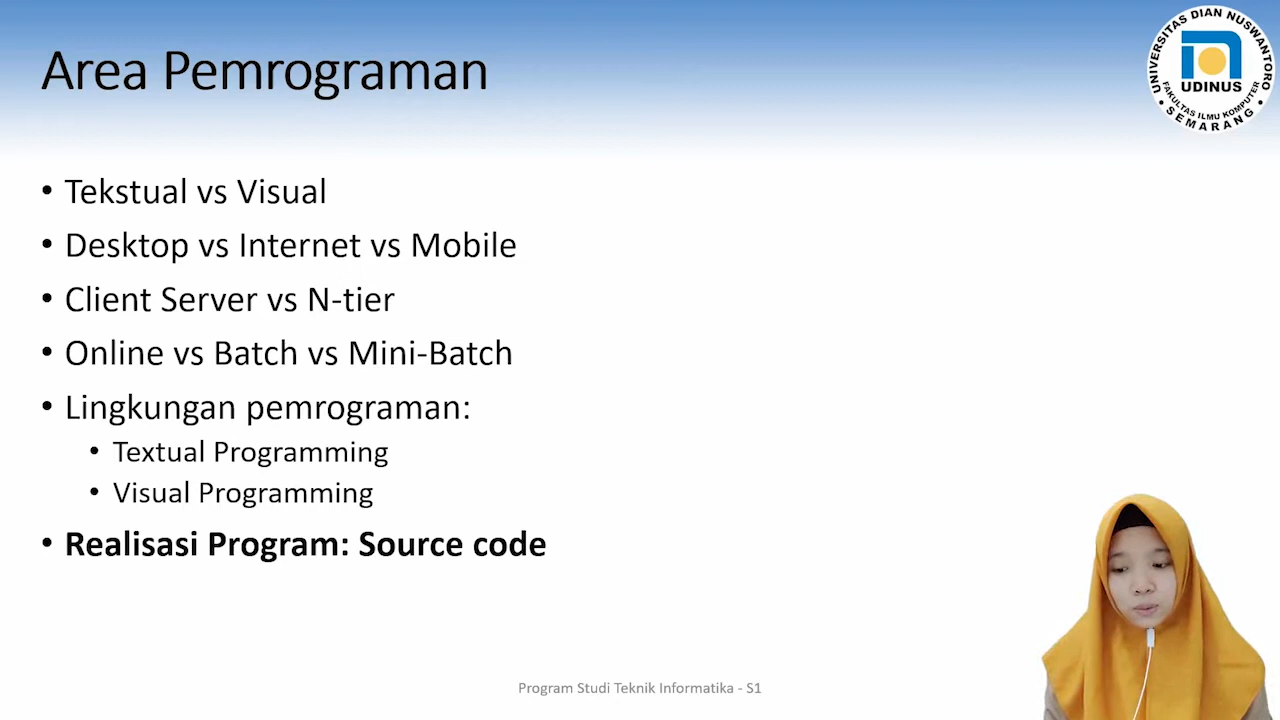 Area Pemrograman
UNIVERSITAS DIAN NUSWANTORO
UDINUS
FAKULTAS ILMU KOMPUTER
• SEMARANG •
• Tekstual vs Visual
• Desktop vs Internet vs Mobile
• Client Server vs N-tier
• Online vs Batch vs Mini-Batch
• Lingkungan pemrograman:
• Textual Programming
• Visual Programming
• Realisasi Program: Source code
Program Studi Teknik Informatika - S1